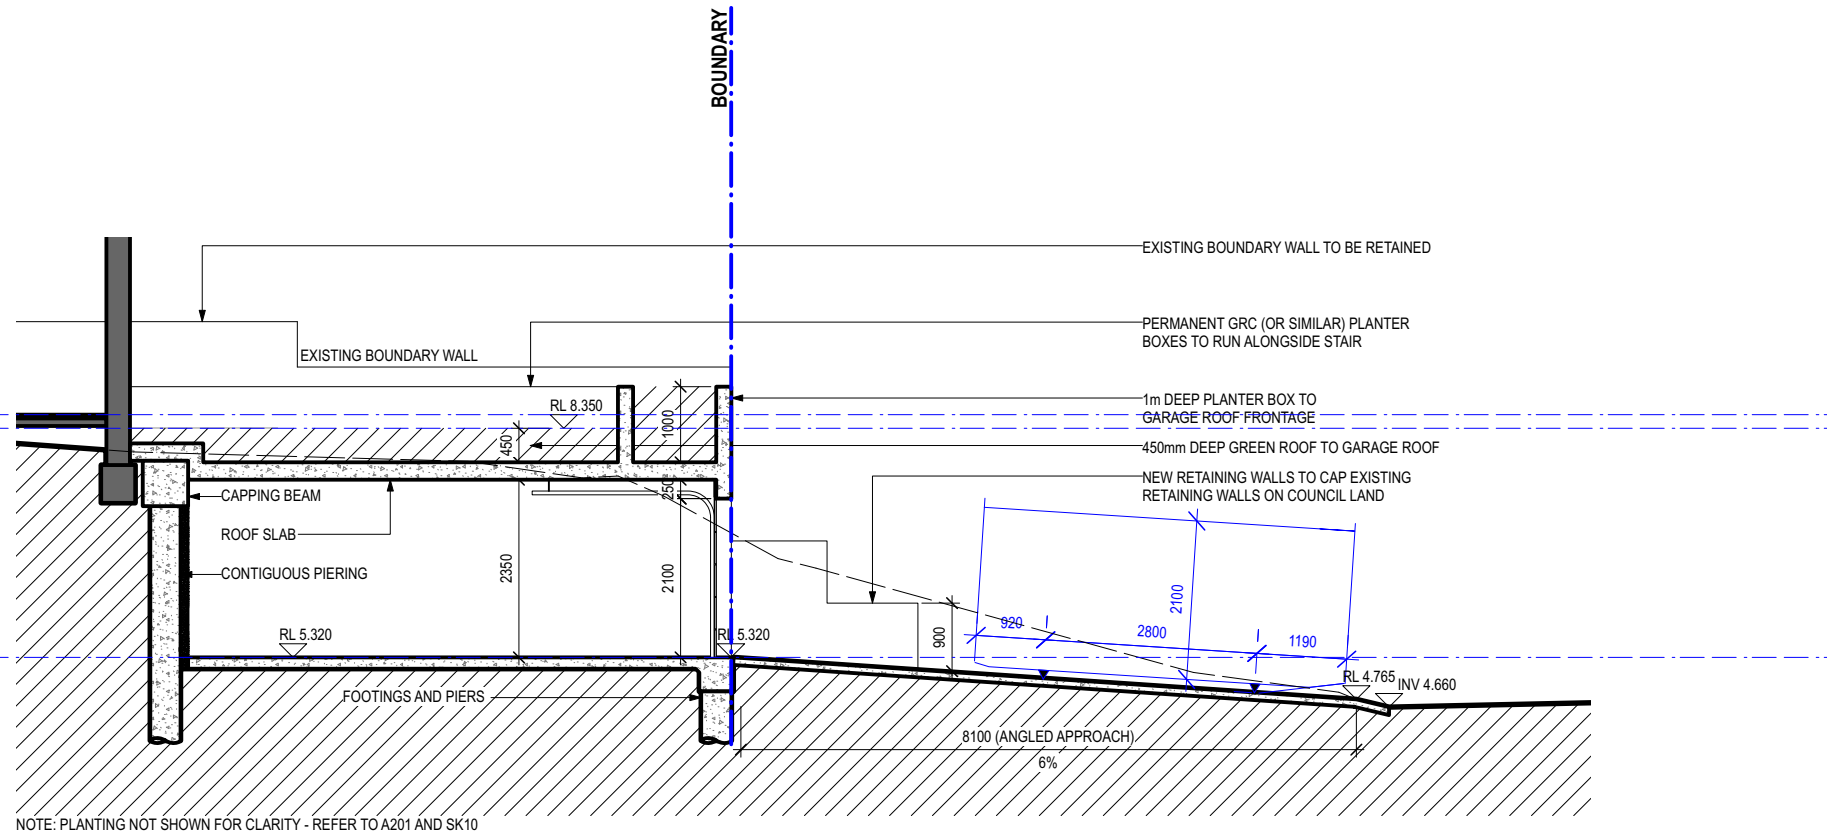 BOUNDARY
EXISTING BOUNDARY WALL TO BE RETAINED
PERMANENT GRC (OR SIMILAR) PLANTER
BOXES TO RUN ALONGSIDE STAIR
EXISTING BOUNDARY WALL
1m DEEP PLANTER BOX TO
GARAGE ROOF FRONTAGE
RL 8.350
1000
450
450mm DEEP GREEN ROOF TO GARAGE ROOF
NEW RETAINING WALLS TO CAP EXISTING
RETAINING WALLS ON COUNCIL LAND
250
CAPPING BEAM
ROOF SLAB
CONTIGUOUS PIERING
2350
2100
2100
920
2800
1190
900
RL 5.320
RL 5.320
RL 4.765
INV 4.660
FOOTINGS AND PIERS
8100 (ANGLED APPROACH)
6%
NOTE: PLANTING NOT SHOWN FOR CLARITY - REFER TO A201 AND SK10